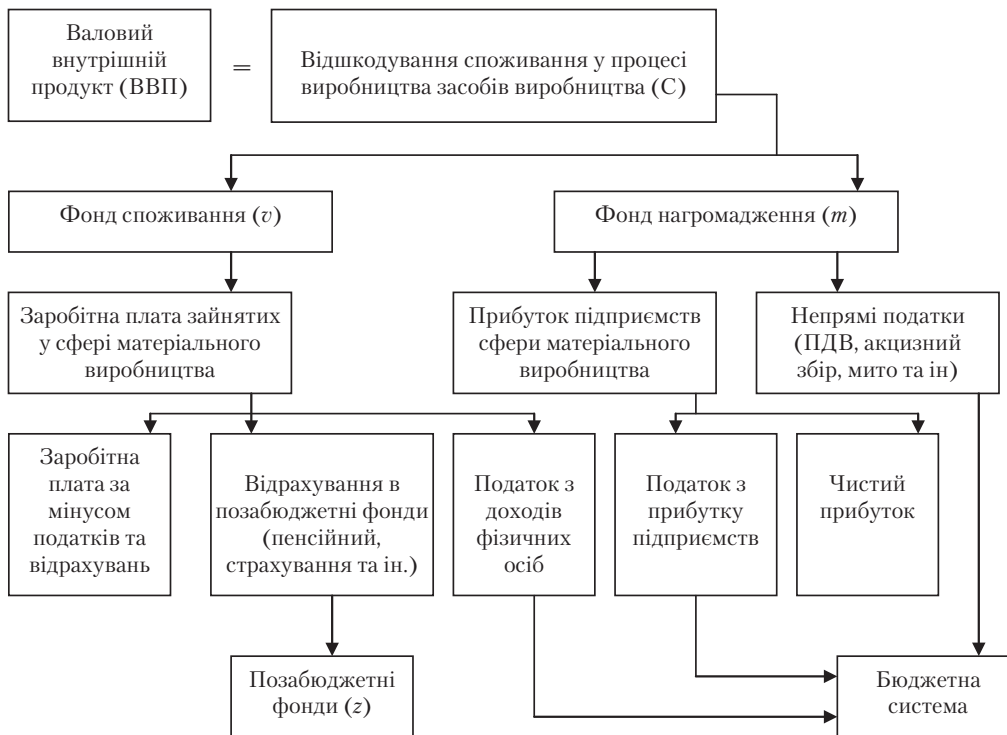 Валовий
внутрішній
продукт (ВВП)
=
Відшкодування споживання у процесі
виробництва засобів виробництва (С)
Фонд споживання (v)
Фонд нагромадження (m)
Заробітна плата зайнятих
у сфері матеріального
виробництва
Прибуток підприємств
сфери матеріального
виробництва
Непрямі податки
(ПДВ, акцизний
збір, мито та ін)
Заробітна
плата за
мінусом
податків та
відрахувань
Відрахування в
позабюджетні фонди
(пенсійний,
страхування та ін.)
Податок з
доходів
фізичних
осіб
Податок з
прибутку
підприємств
Чистий
прибуток
Позабюджетні
фонди (z)
Бюджетна
система